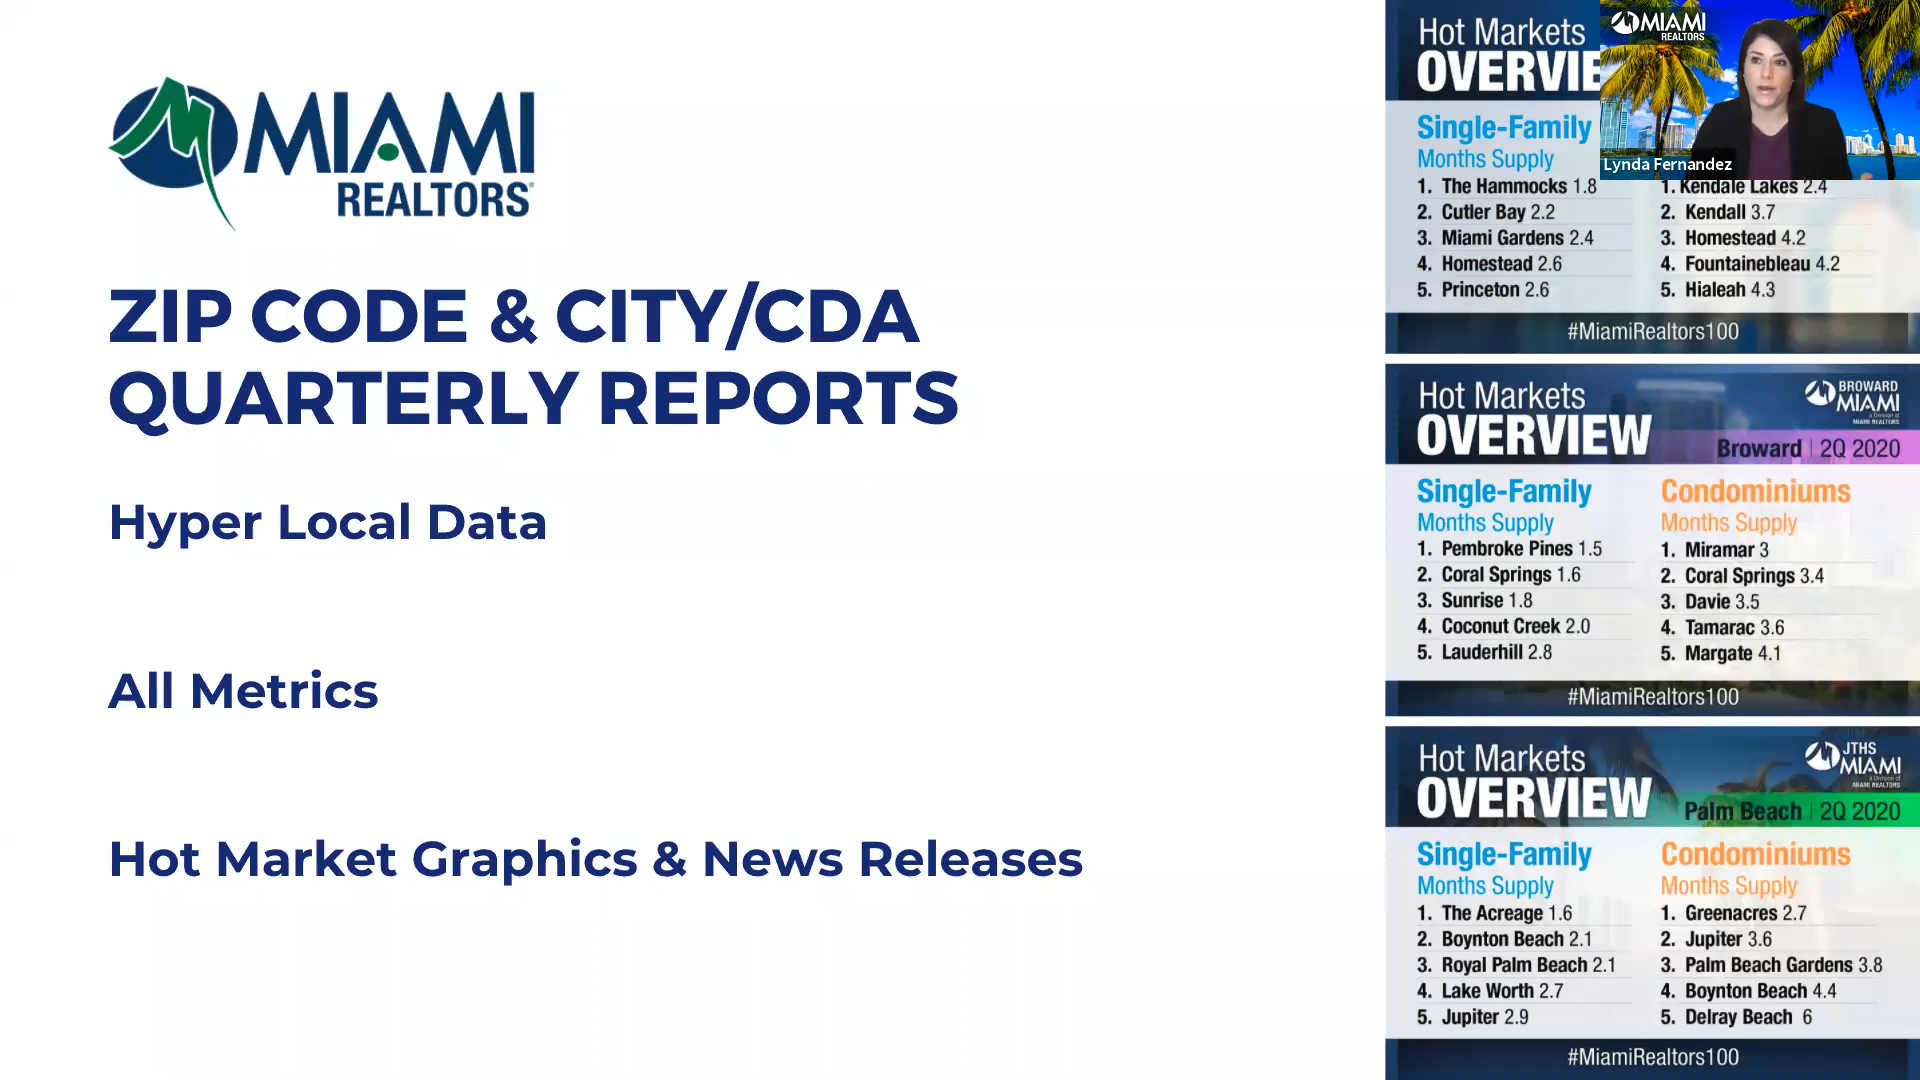 MIAMI
REALTORS
ZIP CODE & CITY/CDA
QUARTERLY REPORTS
Hyper Local Data
All Metrics
Hot Market Graphics & News Releases
Hot Markets
OVERVIE
Single-Family
Months Supply
1. The Hammocks 1.8
2. Cutler Bay 2.2
3. Miami Gardens 2.4
4. Homestead 2.6
5. Princeton 2.6
MIAMI
REALTORS
Lynda Fernandez
1. Kendale Lakes 2.4
2. Kendall 3.7
3. Homestead 4.2
4. Fountainebleau 4.2
5. Hialeah 4.3
#MiamiRealtors100
Hot Markets
OVERVIEW
BROWARD
MIAMI
a Division of
MIAMI REALTORS
Broward | 2Q 2020
Single-Family
Months Supply
1. Pembroke Pines 1.5
2. Coral Springs 1.6
3. Sunrise 1.8
4. Coconut Creek 2.0
5. Lauderhill 2.8
Condominiums
Months Supply
1. Miramar 3
2. Coral Springs 3.4
3. Davie 3.5
4. Tamarac 3.6
5. Margate 4.1
#MiamiRealtors100
Hot Markets
OVERVIEW
JTHS
MIAMI
a Division of
MIAMI REALTORS
Palm Beach | 2Q 2020
Single-Family
Months Supply
1. The Acreage 1.6
2. Boynton Beach 2.1
3. Royal Palm Beach 2.1
4. Lake Worth 2.7
5. Jupiter 2.9
Condominiums
Months Supply
1. Greenacres 2.7
2. Jupiter 3.6
3. Palm Beach Gardens 3.8
4. Boynton Beach 4.4
5. Delray Beach 6
#MiamiRealtors100